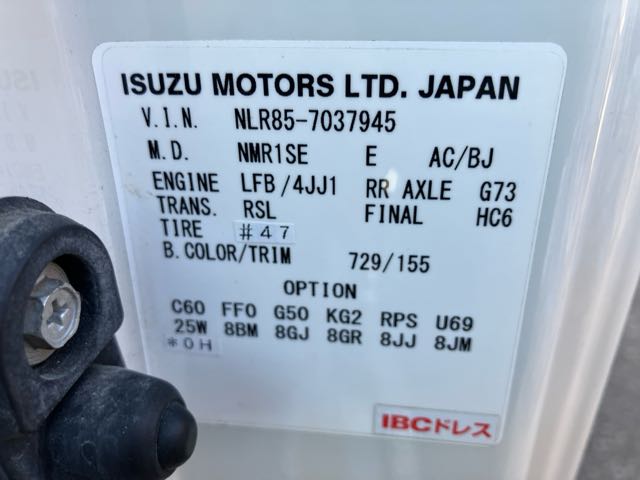 ISUZU MOTORS LTD. JAPAN
V.I.N. NLR85-7037945
M.D. NMR1SE E AC/BJ
ENGINE LFB/4JJ1 RR AXLE G73
TRANS. RSL FINAL HC6
TIRE #47
B.COLOR/TRIM 729/155
OPTION
C60 FF0 G50 KG2 RPS U69
25W 8BM 8GJ 8GR 8JJ 8JM
*0H
IBCドレス